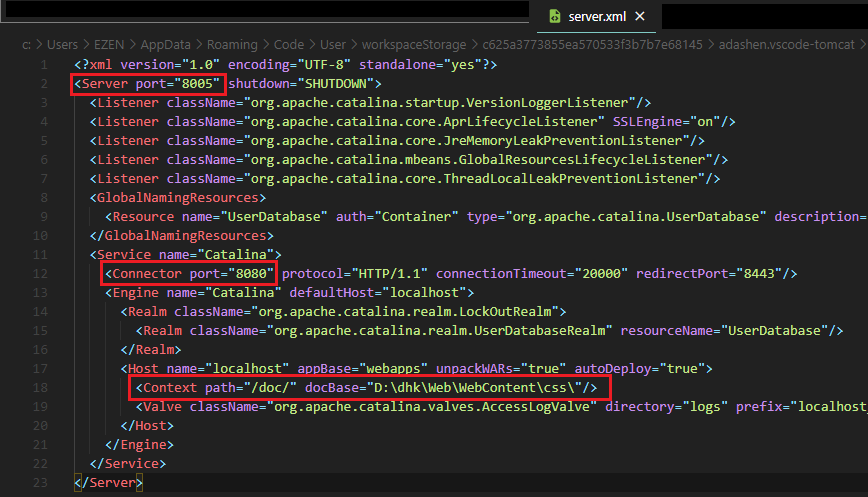 server.xml ×
c: > Users > EZEN > AppData > Roaming > Code > User > workspaceStorage > c625a3773855ea570533f3b7b7e68145 > adashen.vscode-tomcat >
1 <?xml version="1.0" encoding="UTF-8" standalone="yes"?>
2 <Server port="8005" shutdown="SHUTDOWN">
3 <Listener className="org.apache.catalina.startup.VersionLoggerListener"/>
4 <Listener className="org.apache.catalina.core.AprLifecycleListener" SSLEngine="on"/>
5 <Listener className="org.apache.catalina.core.JreMemoryLeakPreventionListener"/>
6 <Listener className="org.apache.catalina.mbeans.GlobalResourcesLifecycleListener"/>
7 <Listener className="org.apache.catalina.core.ThreadLocalLeakPreventionListener"/>
8 <GlobalNamingResources>
9 <Resource name="UserDatabase" auth="Container" type="org.apache.catalina.UserDatabase" description=
10 </GlobalNamingResources>
11 <Service name="Catalina">
12 <Connector port="8080" protocol="HTTP/1.1" connectionTimeout="20000" redirectPort="8443"/>
13 <Engine name="Catalina" defaultHost="localhost">
14 <Realm className="org.apache.catalina.realm.LockOutRealm">
15 <Realm className="org.apache.catalina.realm.UserDatabaseRealm" resourceName="UserDatabase"/>
16 </Realm>
17 <Host name="localhost" appBase="webapps" unpackWARs="true" autoDeploy="true">
18 <Context path="/doc/" docBase="D:\dhk\Web\WebContent\css\"/>
19 <Valve className="org.apache.catalina.valves.AccessLogValve" directory="logs" prefix="localhost_
20 </Host>
21 </Engine>
22 </Service>
23 </Server>